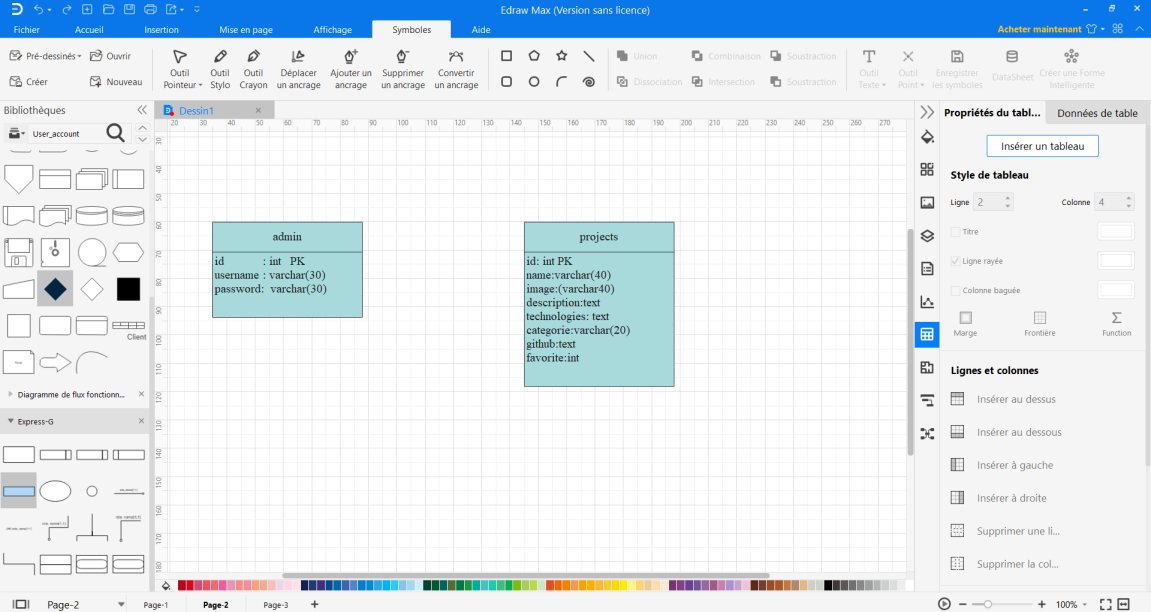 Edraw Max (Version sans licence)
Fichier Accueil Insertion Mise en page Affichage Symboles Aide Acheter maintenant
Pré-dessinés Ouvrir
Créer Nouveau
Outil Pointeur
Outil Stylo
Outil Crayon
Déplacer un ancrage
Ajouter un ancrage
Supprimer un ancrage
Convertir un ancrage
Union Combinaison Soustraction
Dissociation Intersection Soustraction
Outil Texte
Outil Point
Enregistrer les symboles
DataSheet
Créer une Forme Intelligente
Bibliothèques
User_account
Client
Diagramme de flux fonctionn...
Express-G
Dessin1
20 30 40 50 60 70 80 90 100 110 120 130 140 150 160 170 180 190 200 210 220 230 240 250 260 270
30
40
50
60
70
80
90
100
110
120
130
140
150
160
170
180
admin
id : int PK
username : varchar(30)
password: varchar(30)
projects
id: int PK
name:varchar(40)
image:(varchar40)
description:text
technologies: text
categorie:varchar(20)
github:text
favorite:int
Propriétés du tabl... Données de table
Insérer un tableau
Style de tableau
Ligne 2 Colonne 4
Titre
Ligne rayée
Colonne baguée
Marge Frontière Function
Lignes et colonnes
Insérer au dessus
Insérer au dessous
Insérer à gauche
Insérer à droite
Supprimer une li...
Supprimer la col...
Page-2 Page-1 Page-2 Page-3 + 100%